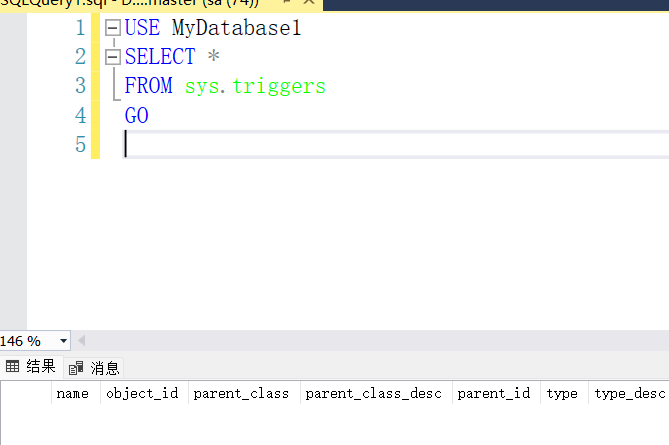 SQLQuery1.sql - D....master (sa (74))
1 USE MyDatabase1
2 SELECT *
3 FROM sys.triggers
4 GO
5
146 %
结果 消息
name object_id parent_class parent_class_desc parent_id type type_desc